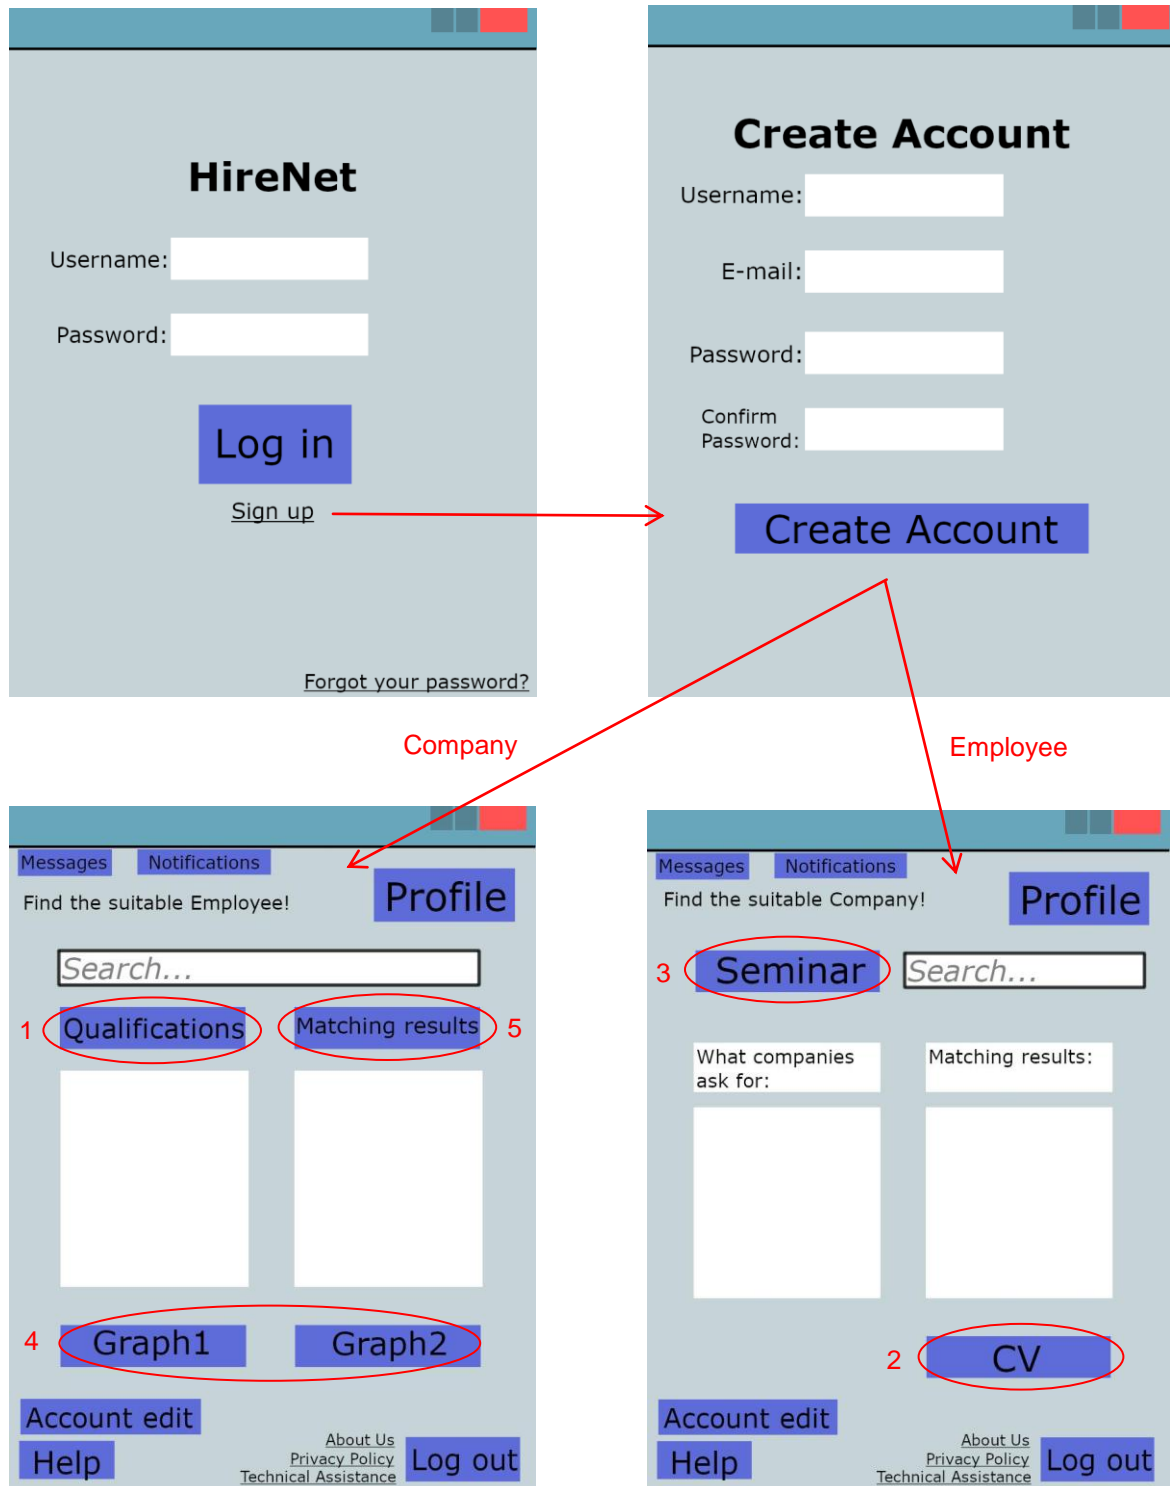 HireNet
Username:
Password:
Log in
Sign up
Forgot your password?
Create Account
Username:
E-mail:
Password:
Confirm
Password:
Create Account
Company
Employee
Messages
Notifications
Profile
Find the suitable Employee!
Search...
1
Qualifications
Matching results
5
4
Graph1
Graph2
Account edit
Help
About Us
Privacy Policy
Technical Assistance
Log out
Messages
Notifications
Profile
Find the suitable Company!
3
Seminar
Search...
What companies
ask for:
Matching results:
2
CV
Account edit
Help
About Us
Privacy Policy
Technical Assistance
Log out